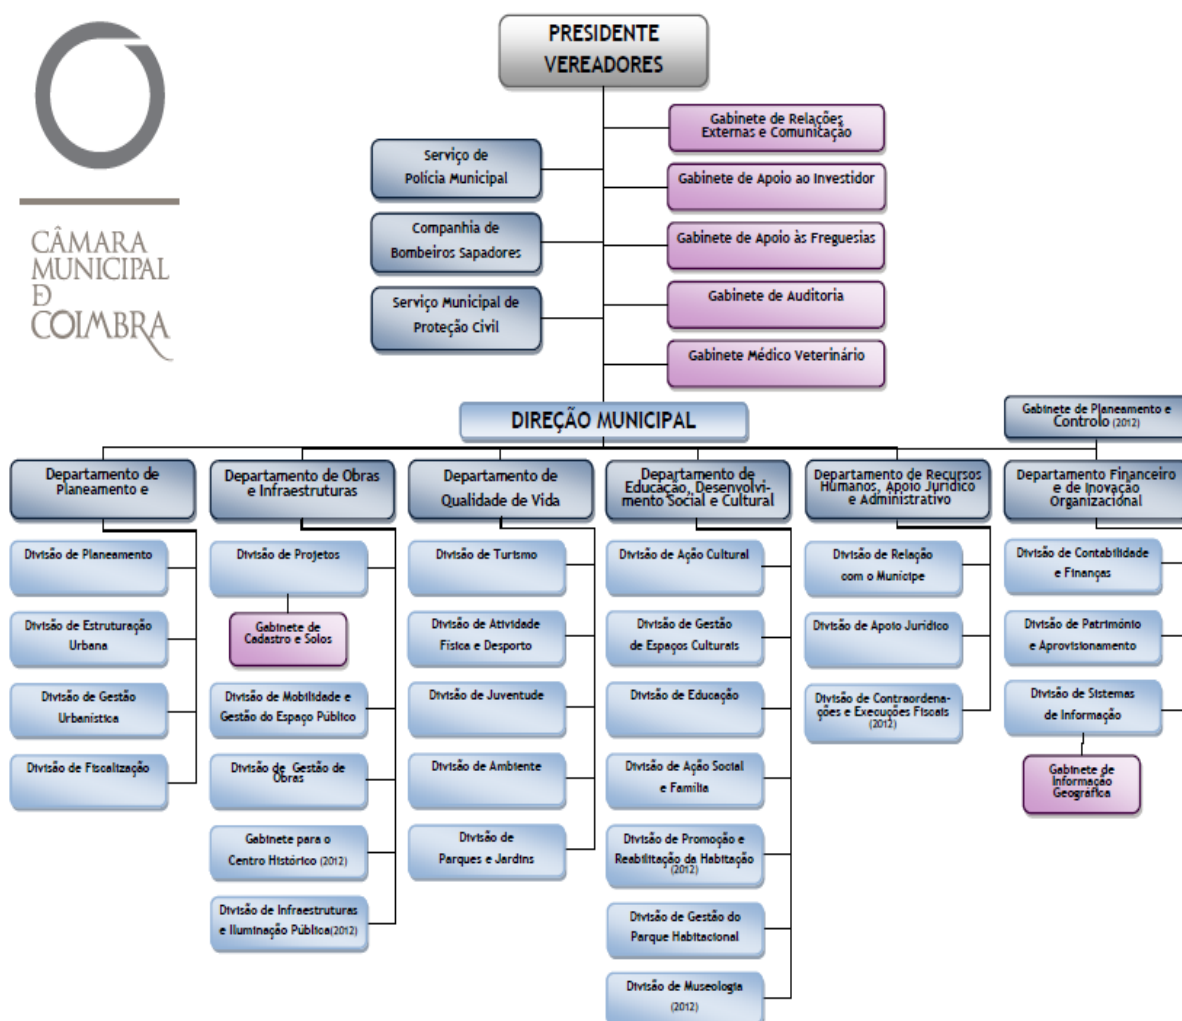 PRESIDENTE
VEREADORES
CÂMARA
MUNICIPAL
D
COIMBRA
Serviço de
Polícia Municipal
Companhia de
Bombeiros Sapadores
Serviço Municipal de
Proteção Civil
Gabinete de Relações
Externas e Comunicação
Gabinete de Apoio ao Investidor
Gabinete de Apoio às Freguesias
Gabinete de Auditoria
Gabinete Médico Veterinário
DIREÇÃO MUNICIPAL
Gabinete de Planeamento e
Controlo (2012)
Departamento de
Planeamento e
Divisão de Planeamento
Divisão de Estruturação
Urbana
Divisão de Gestão
Urbanística
Divisão de Fiscalização
Departamento de Obras
e Infraestruturas
Divisão de Projetos
Gabinete de
Cadastro e Solos
Divisão de Mobilidade e
Gestão do Espaço Público
Divisão de Gestão de
Obras
Gabinete para o
Centro Histórico (2012)
Divisão de Infraestruturas
e Iluminação Pública(2012)
Departamento de
Qualidade de Vida
Divisão de Turismo
Divisão de Atividade
Física e Desporto
Divisão de Juventude
Divisão de Ambiente
Divisão de
Parques e Jardins
Departamento de
Educação, Desenvolvi-
mento Social e Cultural
Divisão de Ação Cultural
Divisão de Gestão
de Espaços Culturais
Divisão de Educação
Divisão de Ação Social
e Família
Divisão de Promoção e
Reabilitação da Habitação
(2012)
Divisão de Gestão do
Parque Habitacional
Divisão de Museologia
(2012)
Departamento de Recursos
Humanos, Apoio Jurídico
e Administrativo
Divisão de Relação
com o Munícipe
Divisão de Apoio Jurídico
Divisão de Contraordena-
ções e Execuções Fiscais
(2012)
Departamento Financeiro
e de Inovação
Organizacional
Divisão de Contabilidade
e Finanças
Divisão de Património
e Aprovisionamento
Divisão de Sistemas
de Informação
Gabinete de
Informação
Geográfica